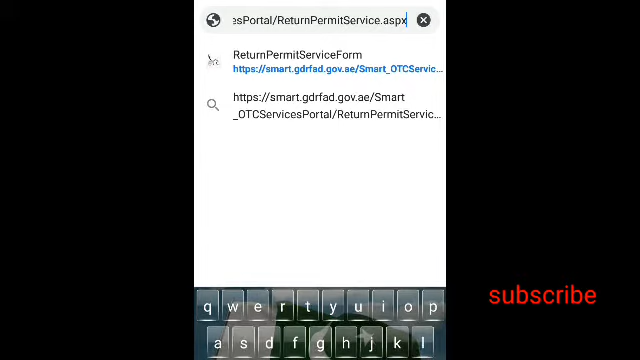 esPortal/ReturnPermitService.aspx
ReturnPermitServiceForm
https://smart.gdrfad.gov.ae/Smart_OTCServic...
https://smart.gdrfad.gov.ae/Smart
_OTCServicesPortal/ReturnPermitServic...
subscribe
q w e r t y u i o p
a s d f g h j k l